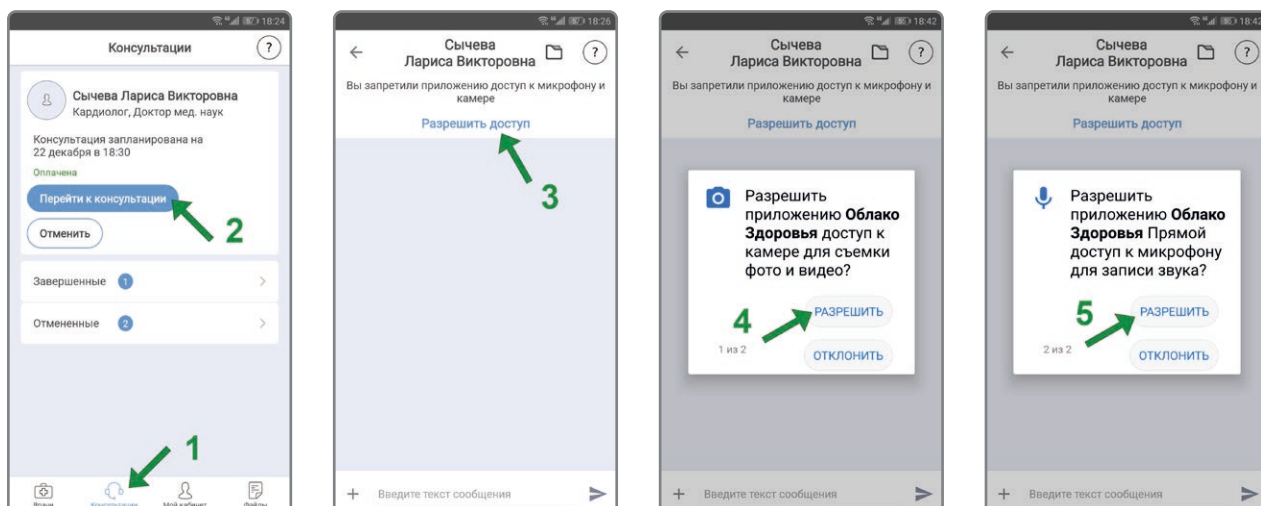 18:24
Консультации
?
Сычева Лариса Викторовна
Кардиолог, Доктор мед. наук
Консультация запланирована на
22 декабря в 18:30
Оплачена
Перейти к консультации
2
Отменить
Завершенные 1
Отмененные 2
1
Врачи Консультации Мой кабинет Файлы
18:26
Сычева
Лариса Викторовна
?
Вы запретили приложению доступ к микрофону и
камере
Разрешить доступ
3
Введите текст сообщения
18:42
Сычева
Лариса Викторовна
?
Вы запретили приложению доступ к микрофону и
камере
Разрешить доступ
Разрешить
приложению Облако
Здоровья доступ к
камере для съемки
фото и видео?
4
РАЗРЕШИТЬ
1 из 2
ОТКЛОНИТЬ
Введите текст сообщения
18:42
Сычева
Лариса Викторовна
?
Вы запретили приложению доступ к микрофону и
камере
Разрешить доступ
Разрешить
приложению Облако
Здоровья Прямой
доступ к микрофону
для записи звука?
5
РАЗРЕШИТЬ
2 из 2
ОТКЛОНИТЬ
Введите текст сообщения